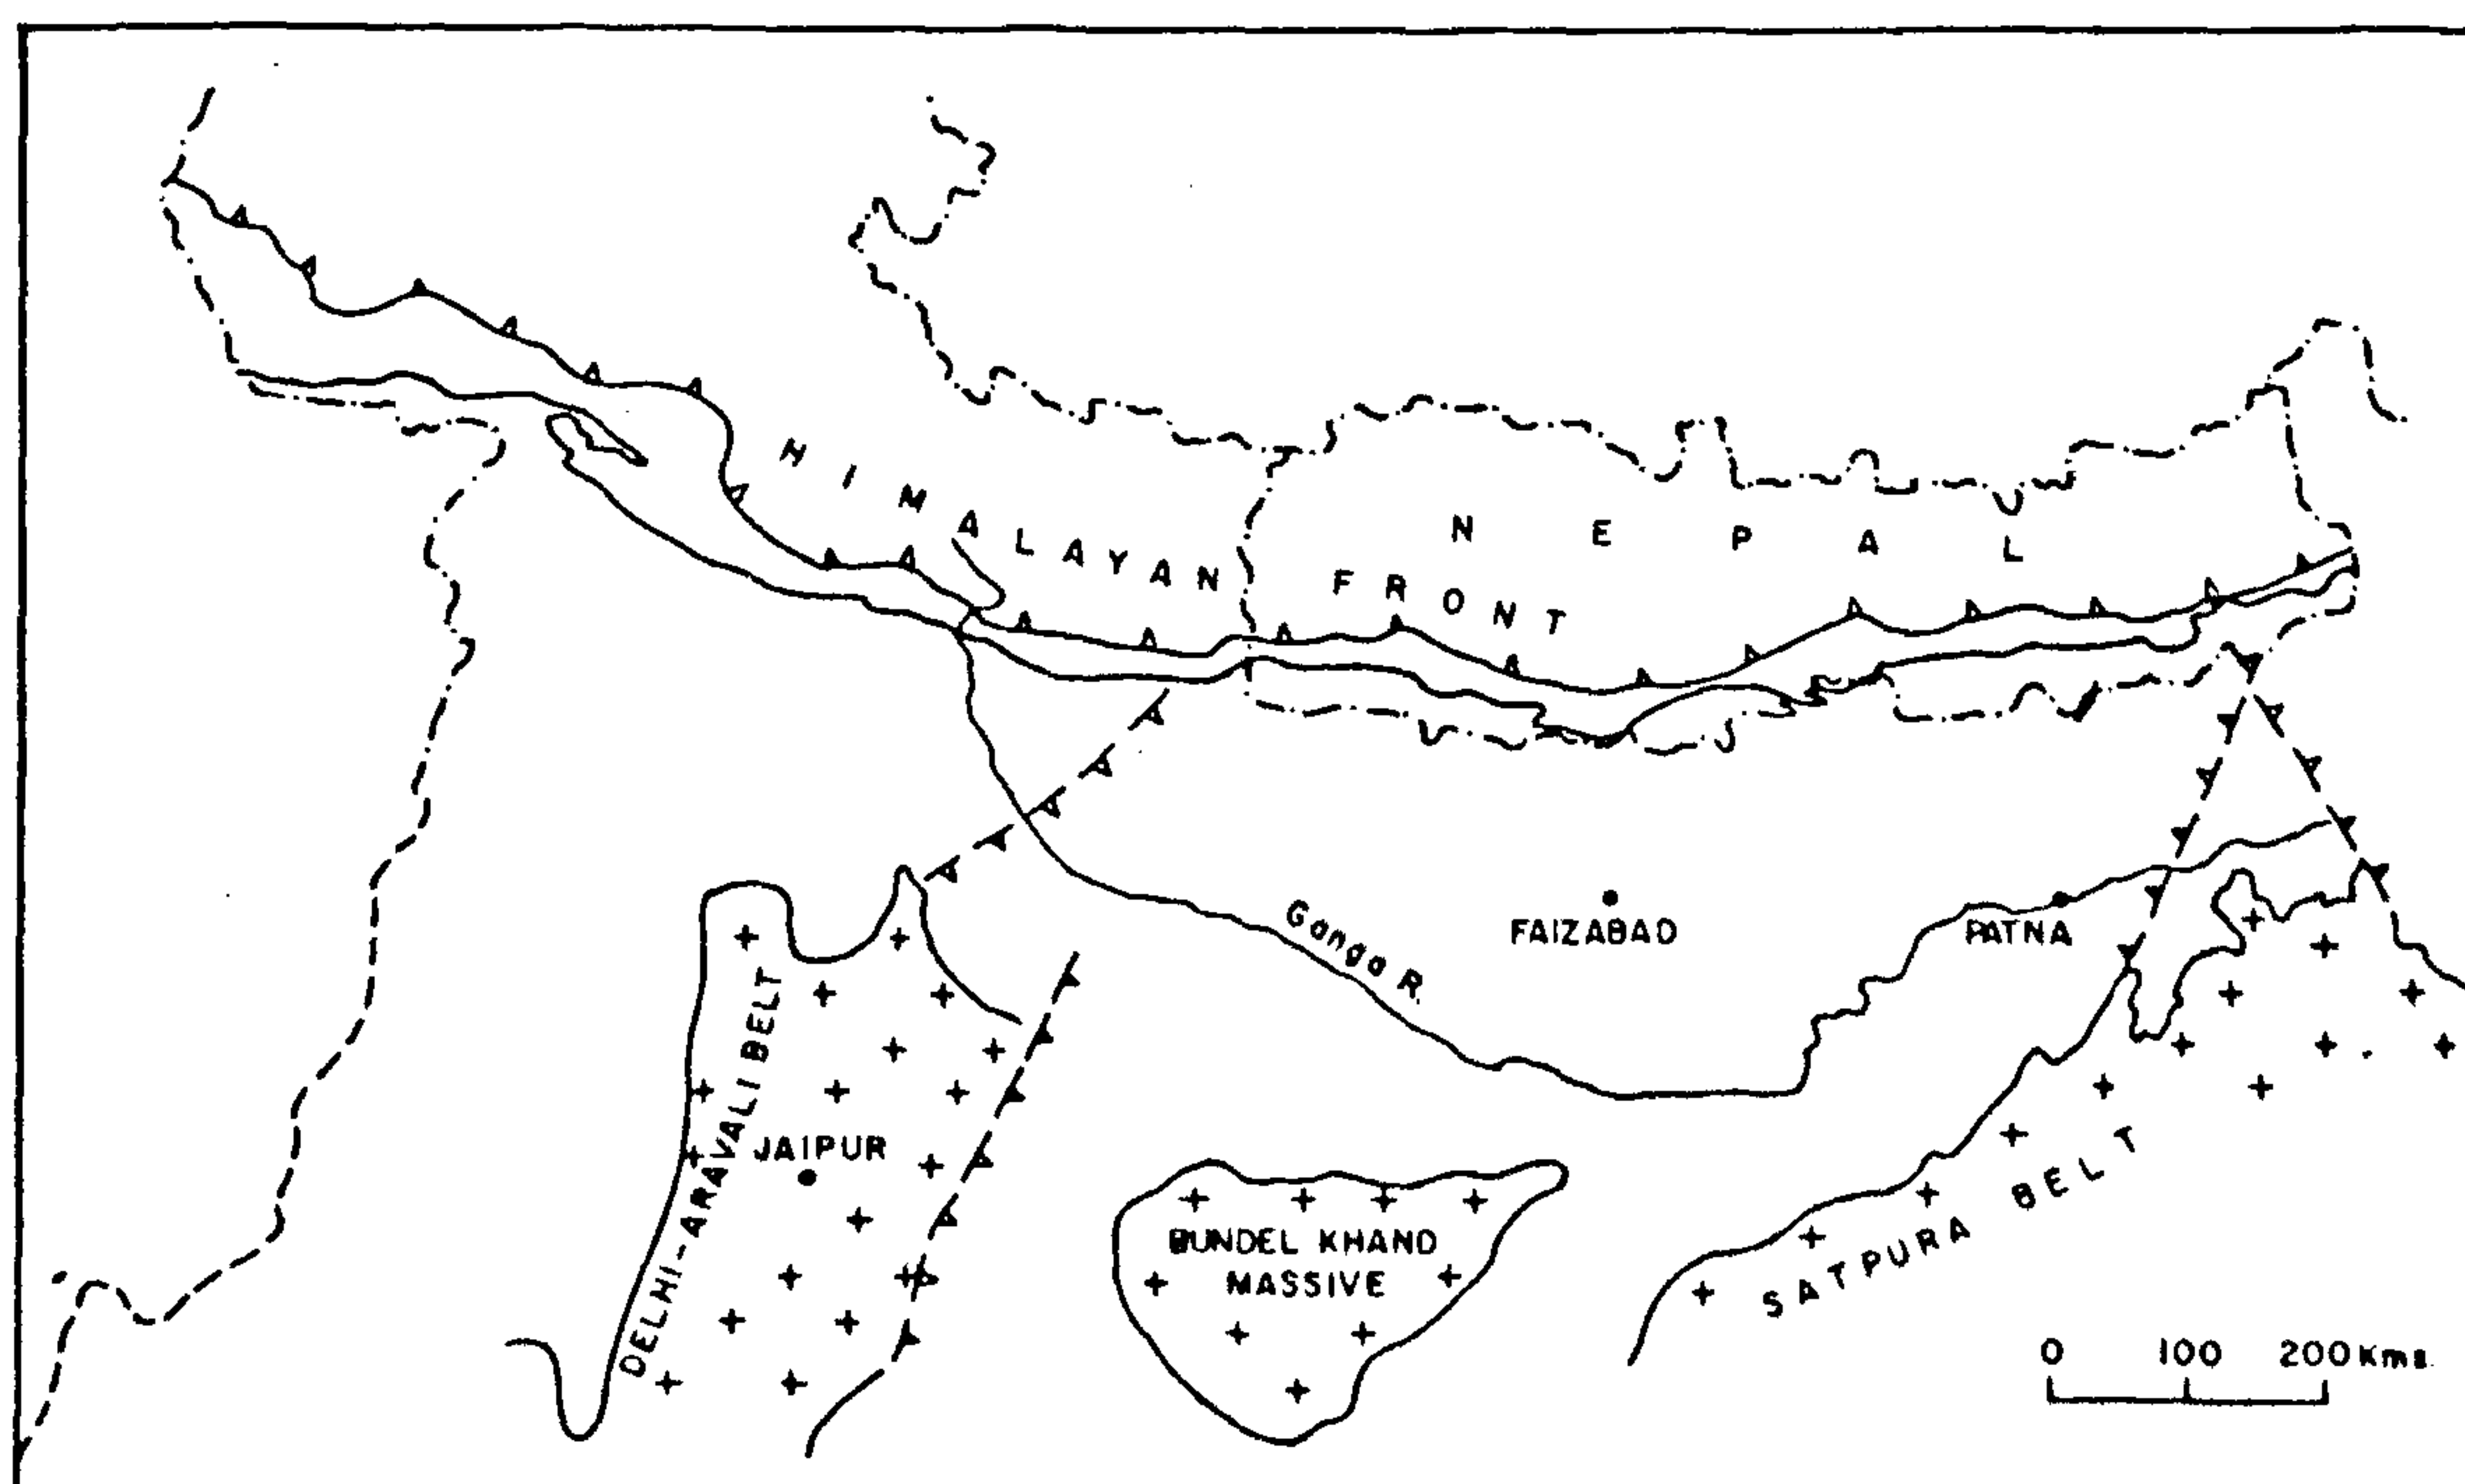 HIMALAYAN FRONT
NEPAL
Ganga R.
FAIZABAD
PATNA
DELHI-ARAVALI BELT
JAIPUR
BUNDEL KHAND
MASSIVE
SATPURA BELT
0 100 200 Kms.